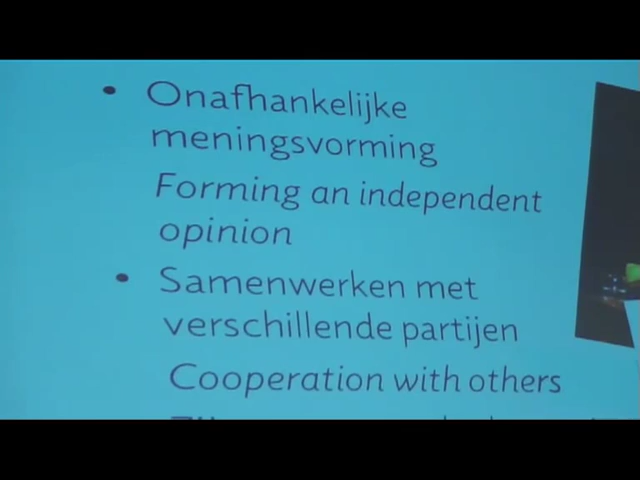 • Onafhankelijke
meningsvorming
Forming an independent
opinion
• Samenwerken met
verschillende partijen
Cooperation with others